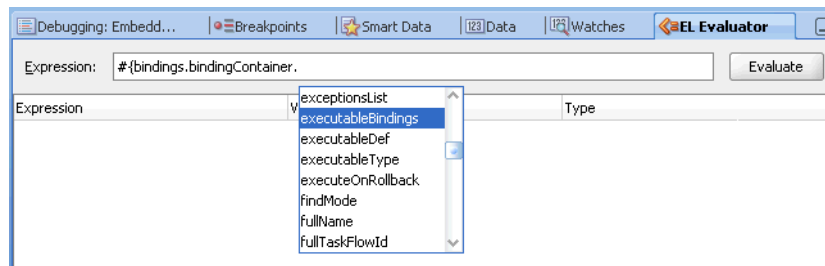 Debugging: Embedd... Breakpoints Smart Data 123 Data Watches EL Evaluator
Expression: #{bindings.bindingContainer. Evaluate
Expression V Type
exceptionsList
executableBindings
executableDef
executableType
executeOnRollback
findMode
fullName
fullTaskFlowId